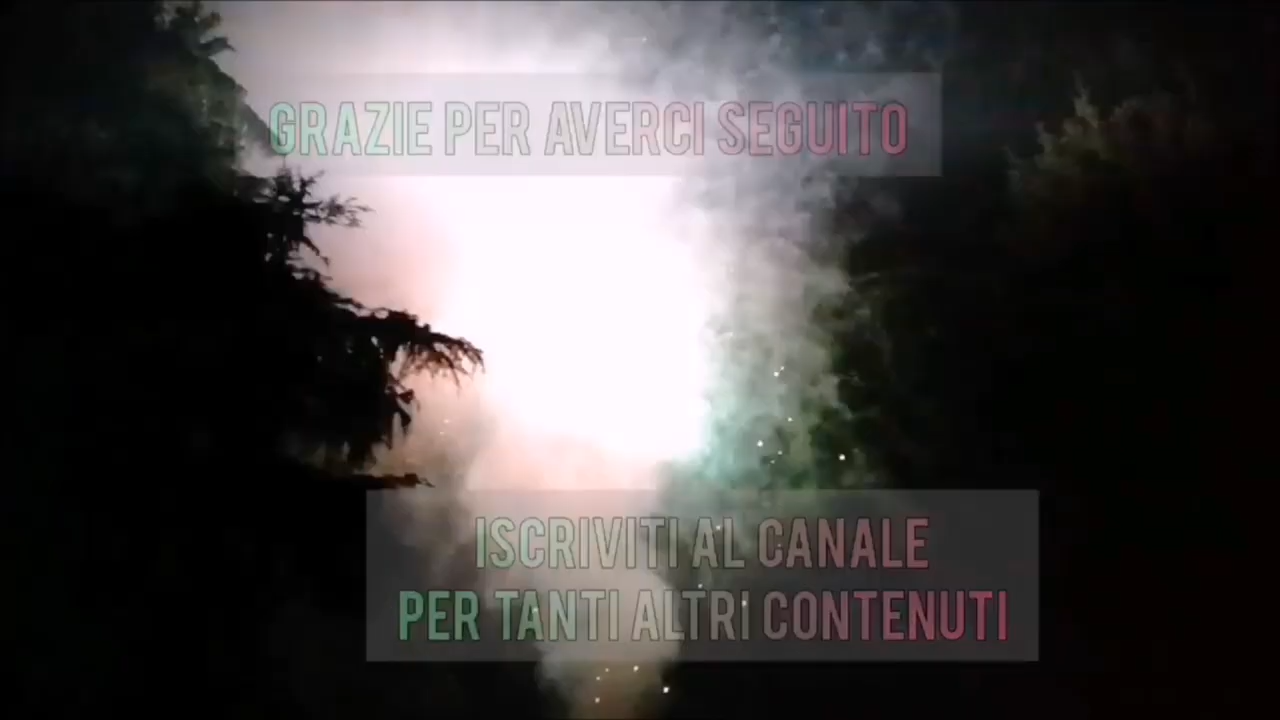 GRAZIE PER AVERCI SEGUITO
ISCRIVITI AL CANALE
PER TANTI ALTRI CONTENUTI